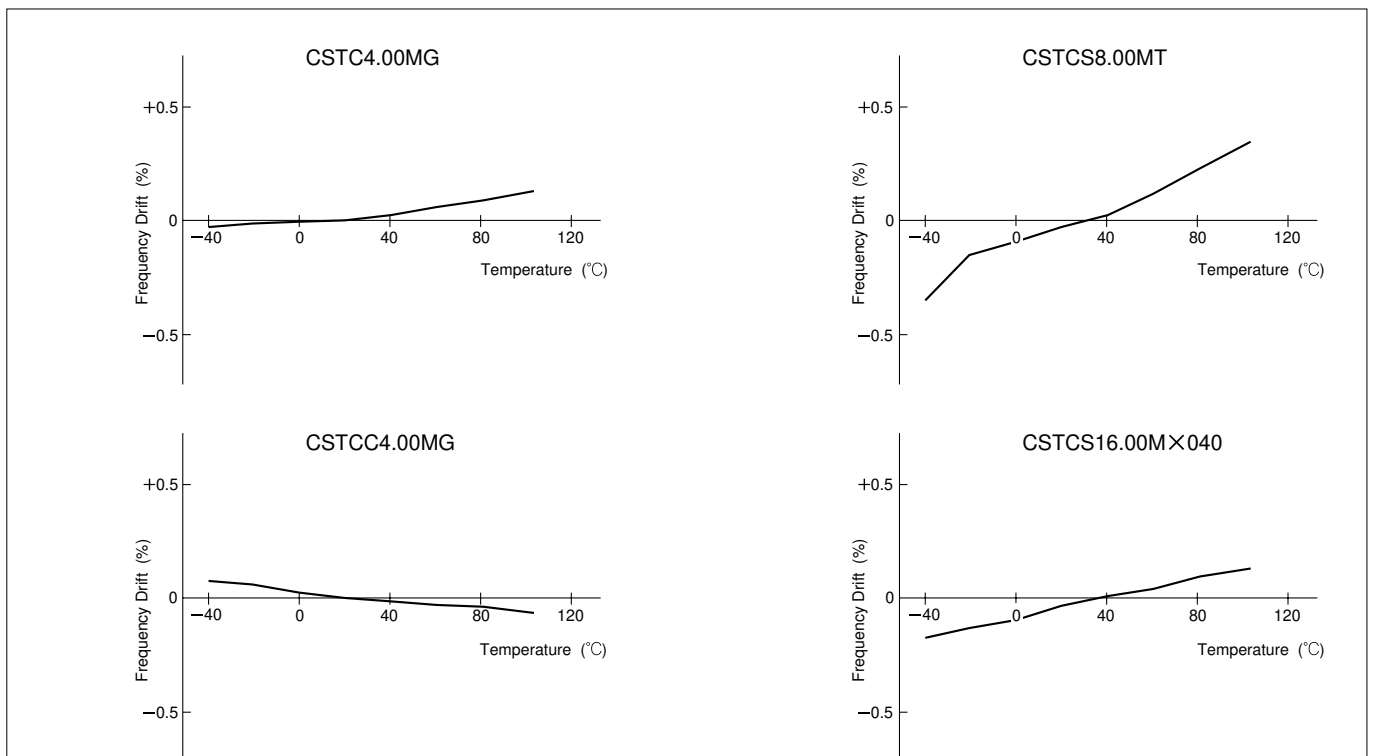 CSTC4.00MG
+0.5
0
−0.5
−40
0
40
80
120
Frequency Drift (%)
Temperature (°C)
CSTCS8.00MT
+0.5
0
−0.5
−40
0
40
80
120
Frequency Drift (%)
Temperature (°C)
CSTCC4.00MG
+0.5
0
−0.5
−40
0
40
80
120
Frequency Drift (%)
Temperature (°C)
CSTCS16.00M×040
+0.5
0
−0.5
−40
0
40
80
120
Frequency Drift (%)
Temperature (°C)